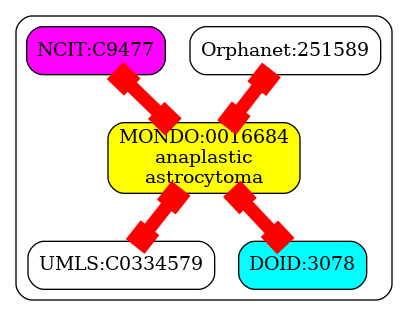 NCIT:C9477
Orphanet:251589
MONDO:0016684
anaplastic
astrocytoma
UMLS:C0334579
DOID:3078